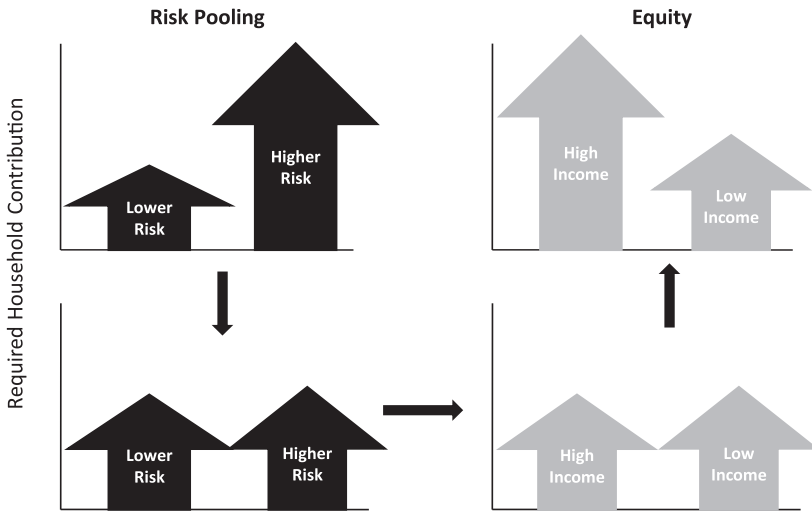 Risk Pooling
Equity
Required Household Contribution
Lower
Risk
Higher
Risk
High
Income
Low
Income
Lower
Risk
Higher
Risk
High
Income
Low
Income